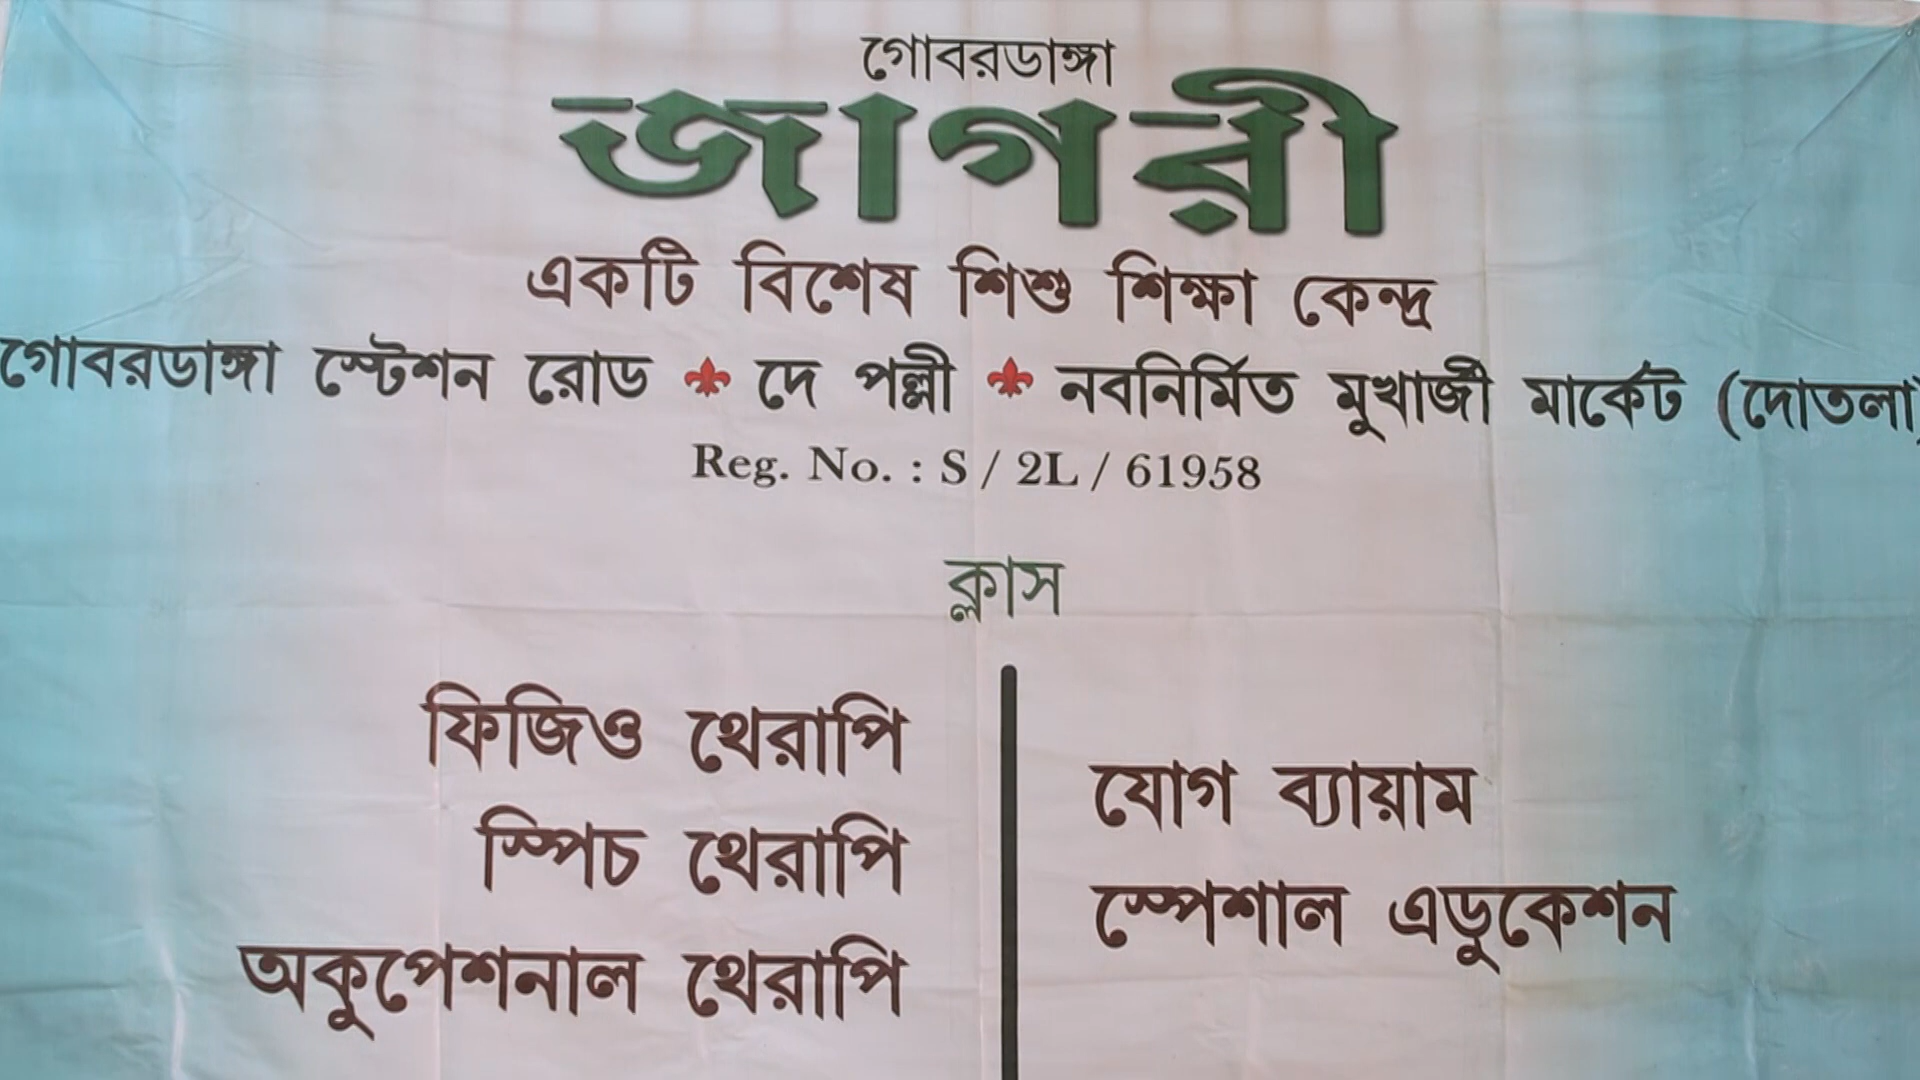 গোবরডাঙ্গা
জাগরী
একটি বিশেষ শিশু শিক্ষা কেন্দ্র
গোবরডাঙ্গা স্টেশন রোড দে পল্লী নবনির্মিত মুখার্জী মার্কেট (দোতলা)
Reg. No. : S / 2L / 61958
ক্লাস
ফিজিও থেরাপি
স্পিচ থেরাপি
অকুপেশনাল থেরাপি
যোগ ব্যায়াম
স্পেশাল এডুকেশন